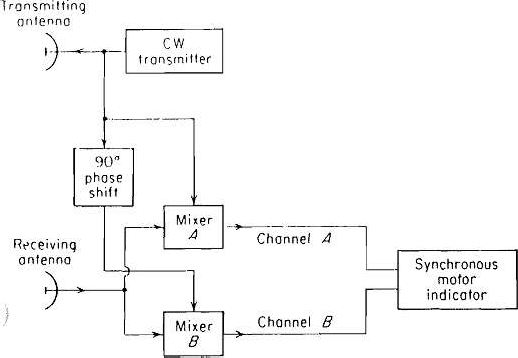 Transmitting
antenna
CW
transmitter
90°
phase
shift
Mixer
A
Channel A
Receiving
antenna
Synchronous
motor
indicator
Mixer
B
Channel B